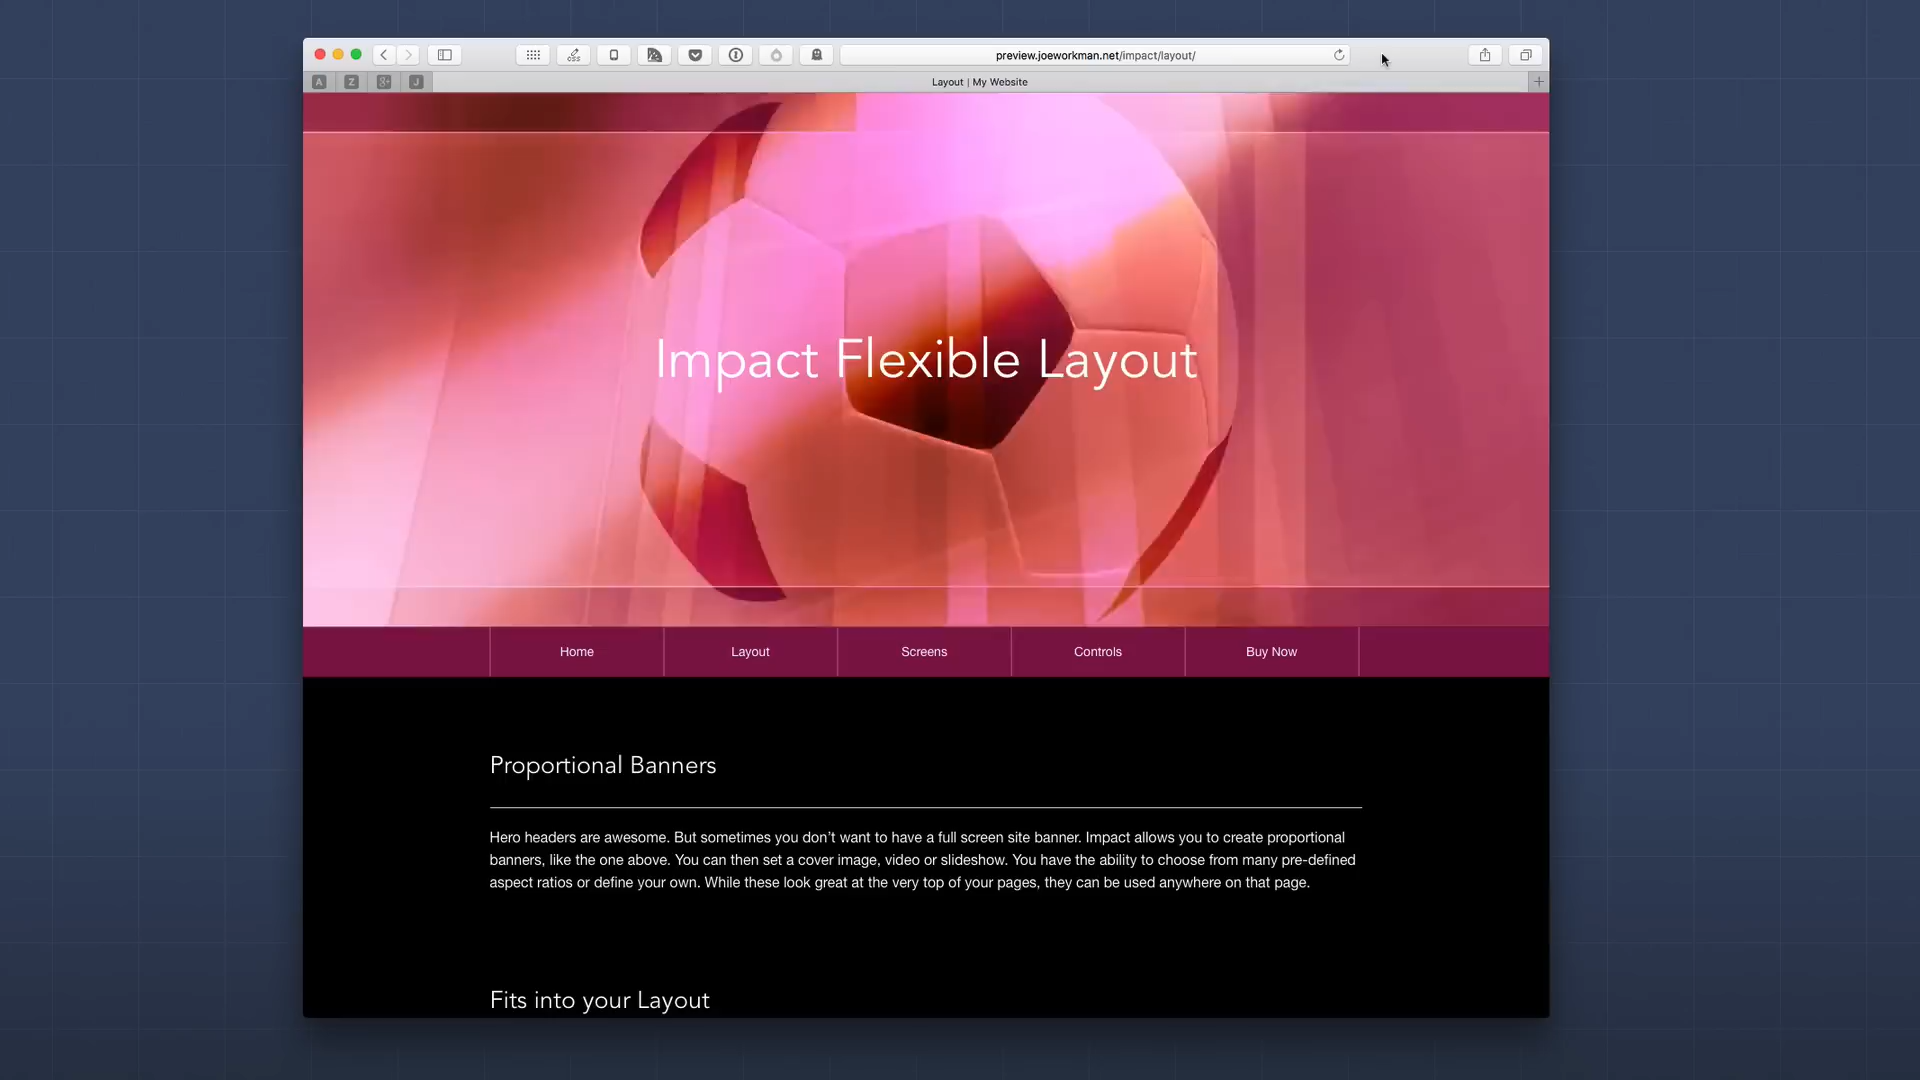 preview.joeworkman.net/impact/layout/
A Z g+ J
Layout | My Website
Impact Flexible Layout
Home Layout Screens Controls Buy Now
Proportional Banners
Hero headers are awesome. But sometimes you don’t want to have a full screen site banner. Impact allows you to create proportional
banners, like the one above. You can then set a cover image, video or slideshow. You have the ability to choose from many pre-defined
aspect ratios or define your own. While these look great at the very top of your pages, they can be used anywhere on that page.
Fits into your Layout